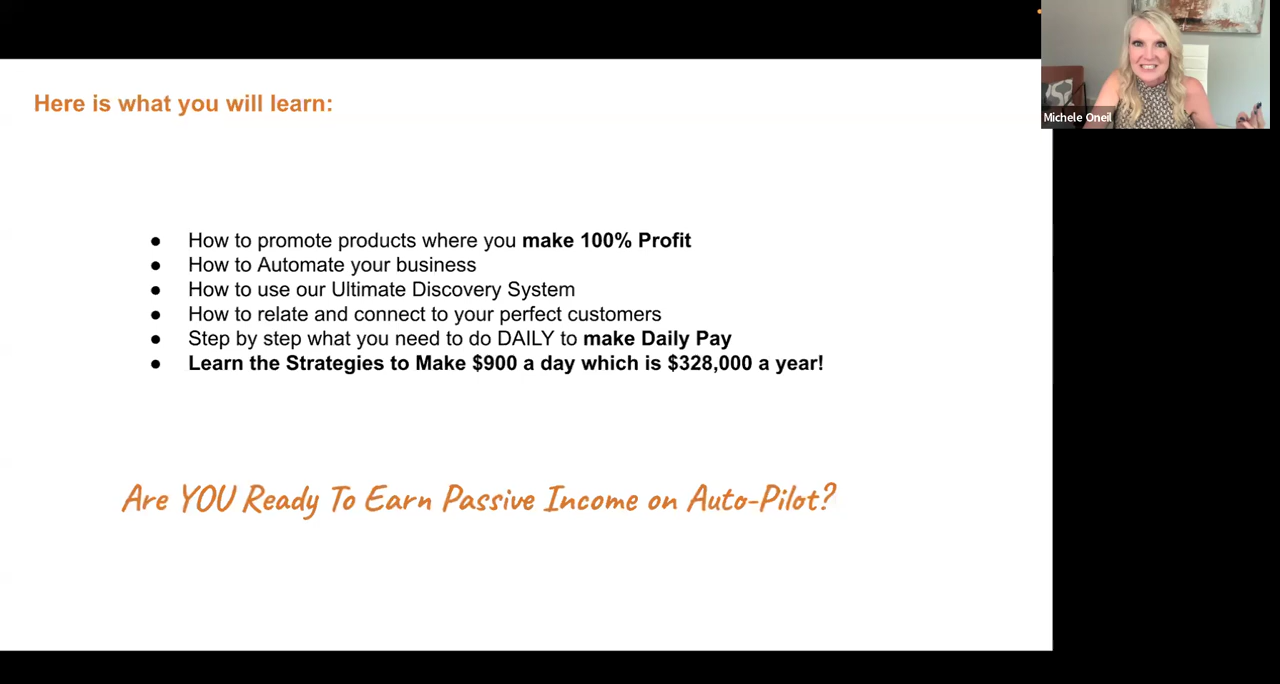 Here is what you will learn:
Michele Oneil
● How to promote products where you make 100% Profit
● How to Automate your business
● How to use our Ultimate Discovery System
● How to relate and connect to your perfect customers
● Step by step what you need to do DAILY to make Daily Pay
● Learn the Strategies to Make $900 a day which is $328,000 a year!
Are YOU Ready To Earn Passive Income on Auto-Pilot?